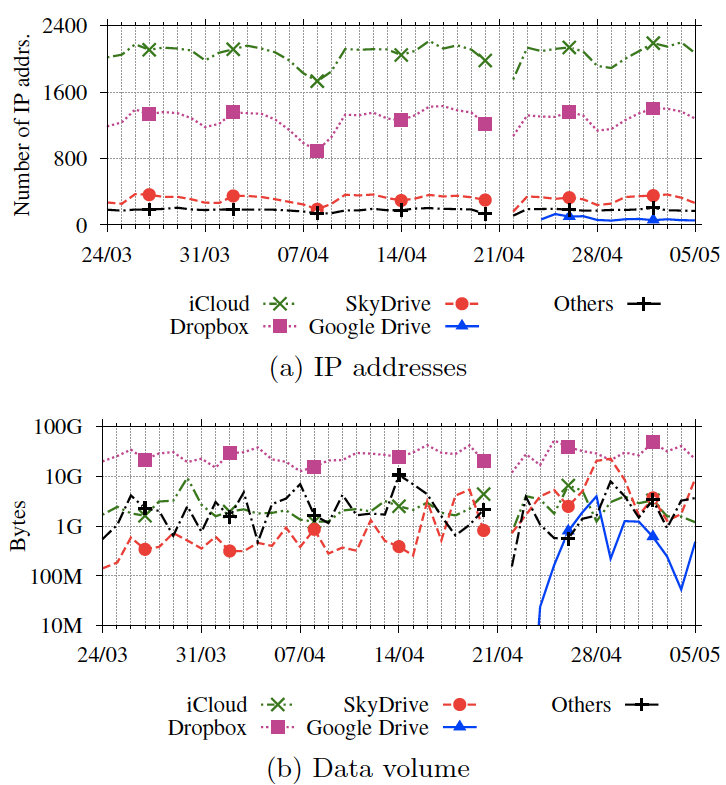 2400
1600
800
0
Number of IP addrs.
24/03 31/03 07/04 14/04 21/04 28/04 05/05
iCloud SkyDrive Others
Dropbox Google Drive
(a) IP addresses
100G
10G
1G
100M
10M
Bytes
24/03 31/03 07/04 14/04 21/04 28/04 05/05
iCloud SkyDrive Others
Dropbox Google Drive
(b) Data volume